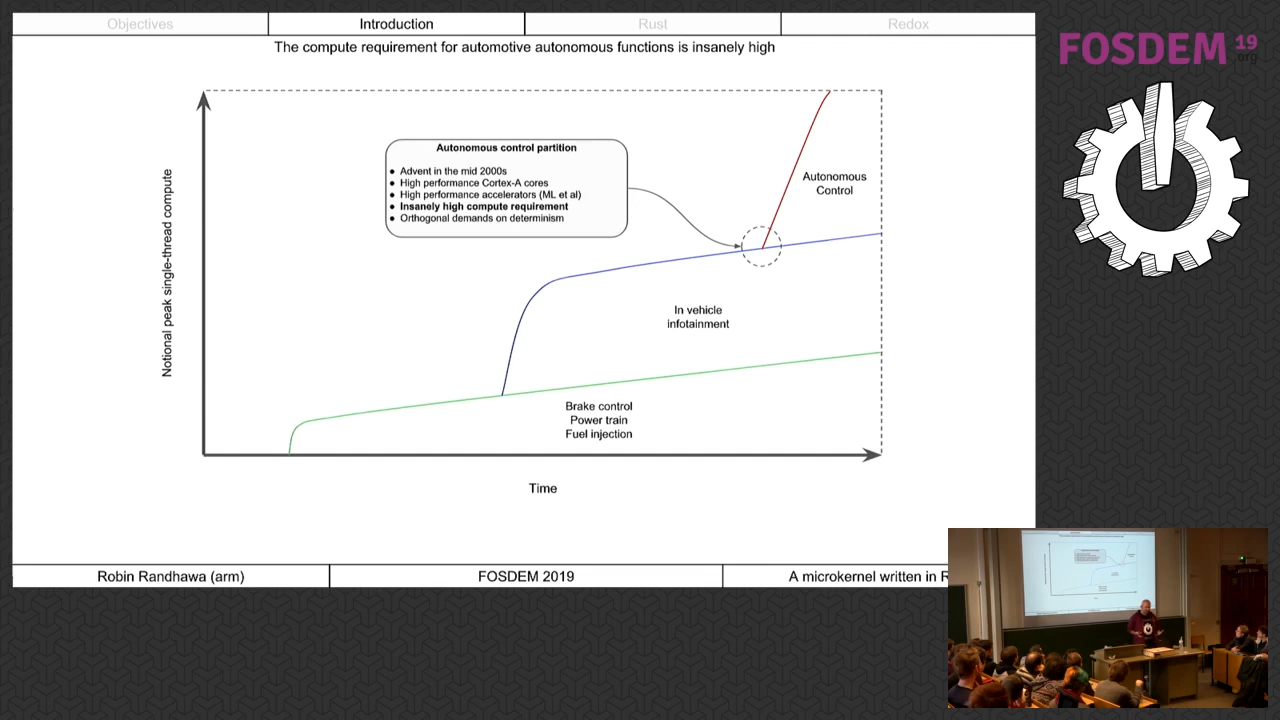 Objectives
Introduction
Rust
Redox
The compute requirement for automotive autonomous functions is insanely high
FOSDEM 19
.org
Notional peak single-thread compute
Autonomous control partition
● Advent in the mid 2000s
● High performance Cortex-A cores
● High performance accelerators (ML et al)
● Insanely high compute requirement
● Orthogonal demands on determinism
Autonomous
Control
In vehicle
infotainment
Brake control
Power train
Fuel injection
Time
Robin Randhawa (arm)
FOSDEM 2019
A microkernel written in R